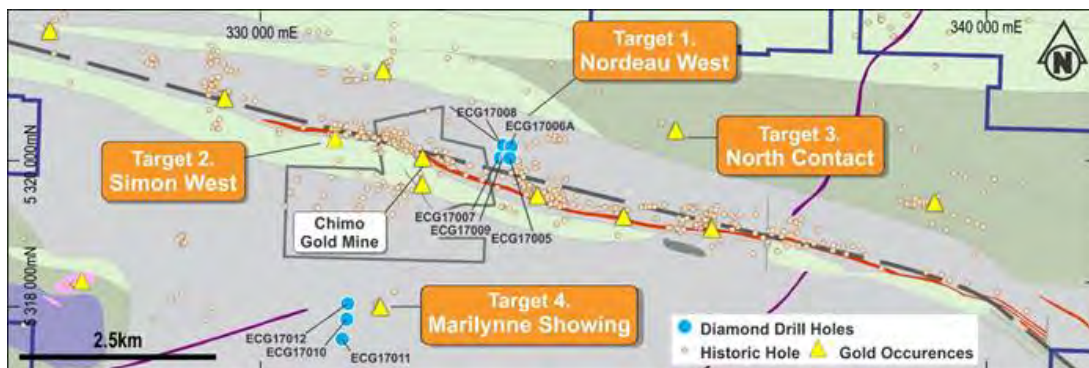 330 000 mE
340 000 mE
Target 1.
Nordeau West
N
ECG17008
ECG17006A
Target 3.
North Contact
Target 2.
Simon West
5 320 000mN
Chimo
Gold Mine
ECG17007
ECG17009
ECG17005
5 318 000mN
Target 4.
Marilynne Showing
ECG17012
ECG17010
ECG17011
2.5km
Diamond Drill Holes
Historic Hole
Gold Occurences